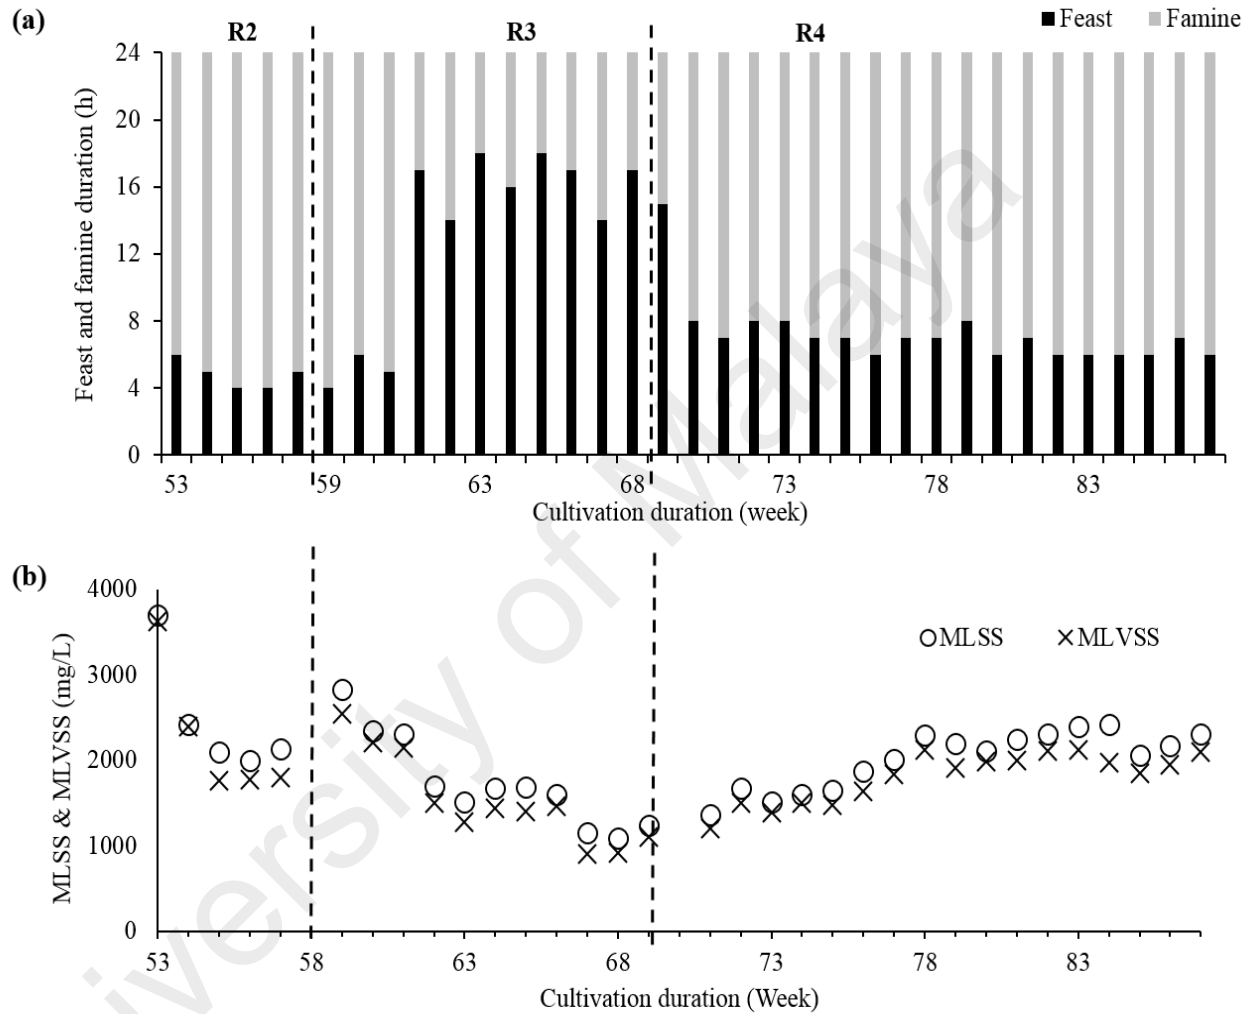 (a)
R2
R3
R4
Feast
Famine
Feast and famine duration (h)
24
20
16
12
8
4
0
53
59
63
68
73
78
83
Cultivation duration (week)
(b)
MLSS & MLVSS (mg/L)
4000
3000
2000
1000
0
MLSS
MLVSS
53
58
63
68
73
78
83
Cultivation duration (Week)
iversity of Malaya